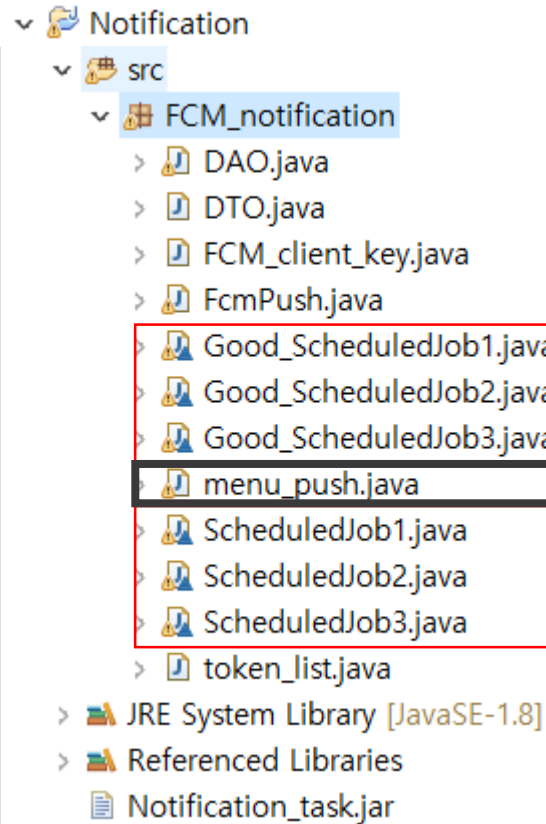 Notification
src
FCM_notification
DAO.java
DTO.java
FCM_client_key.java
FcmPush.java
Good_ScheduledJob1.java
Good_ScheduledJob2.java
Good_ScheduledJob3.java
menu_push.java
ScheduledJob1.java
ScheduledJob2.java
ScheduledJob3.java
token_list.java
JRE System Library [JavaSE-1.8]
Referenced Libraries
Notification_task.jar